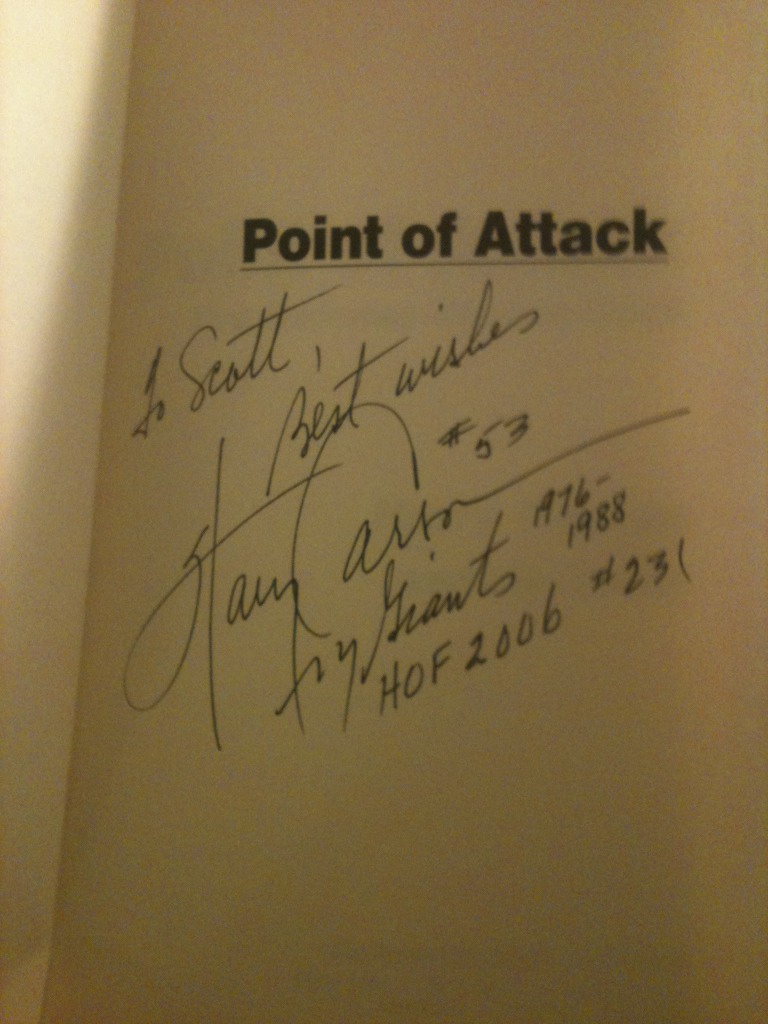 Point of Attack
To Scott,
Best wishes
Harry Carson #53
NY Giants 1976-
1988
HOF 2006 #231